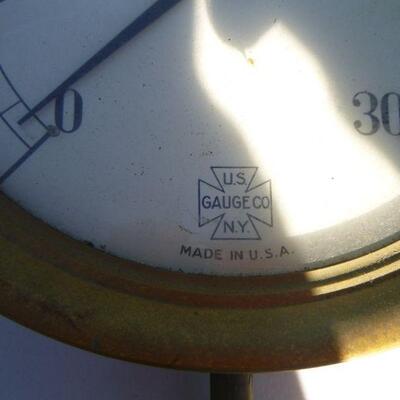 0
30
U.S.
GAUGE CO
N.Y.
MADE IN U.S.A.